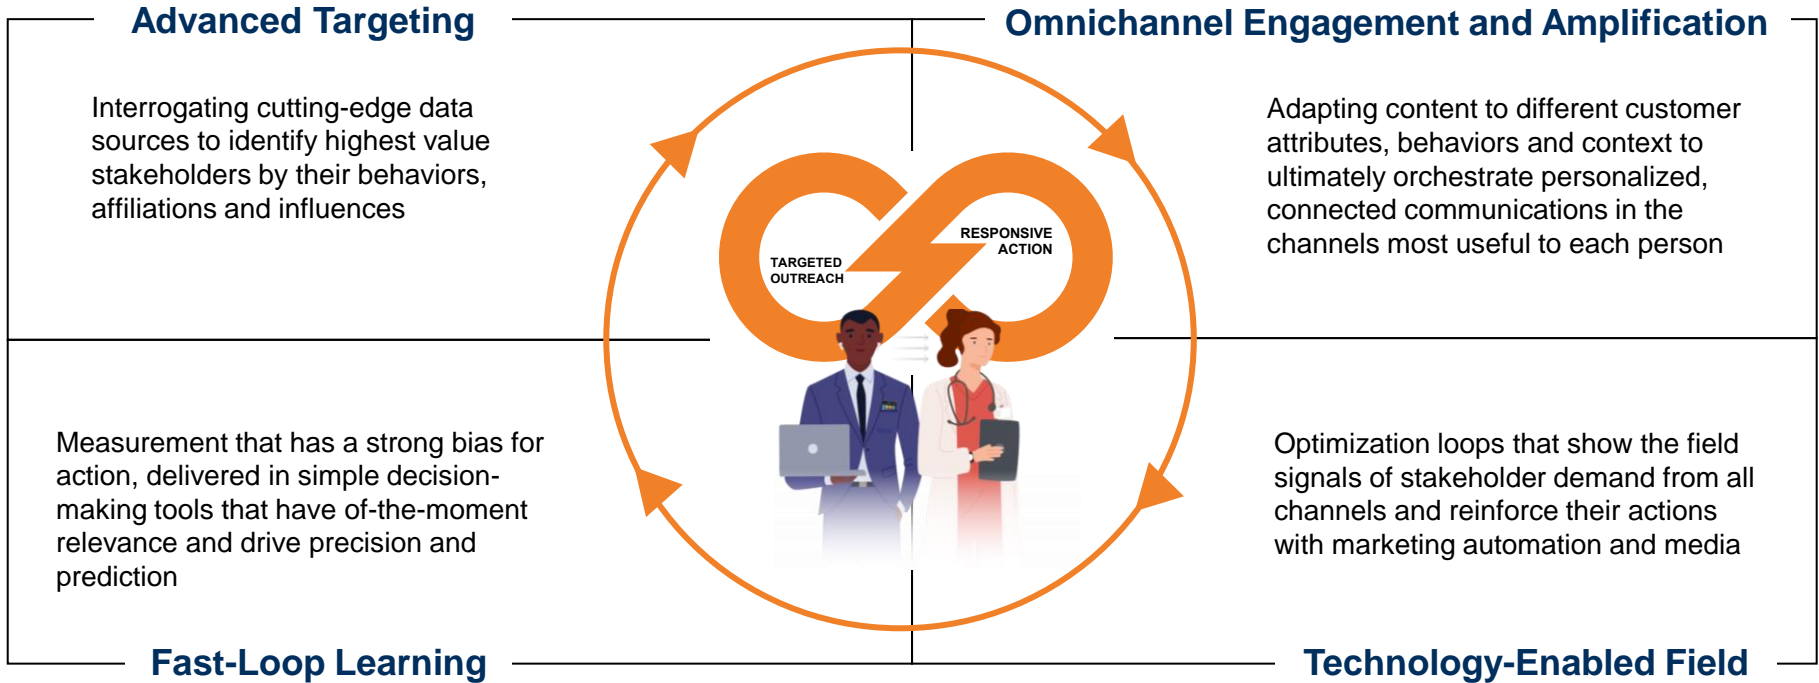 Advanced Targeting
Interrogating cutting-edge data
sources to identify highest value
stakeholders by their behaviors,
affiliations and influences
Omnichannel Engagement and Amplification
Adapting content to different customer
attributes, behaviors and context to
ultimately orchestrate personalized,
connected communications in the
channels most useful to each person
TARGETED
OUTREACH
RESPONSIVE
ACTION
Measurement that has a strong bias for
action, delivered in simple decision-
making tools that have of-the-moment
relevance and drive precision and
prediction
Fast-Loop Learning
Optimization loops that show the field
signals of stakeholder demand from all
channels and reinforce their actions
with marketing automation and media
Technology-Enabled Field